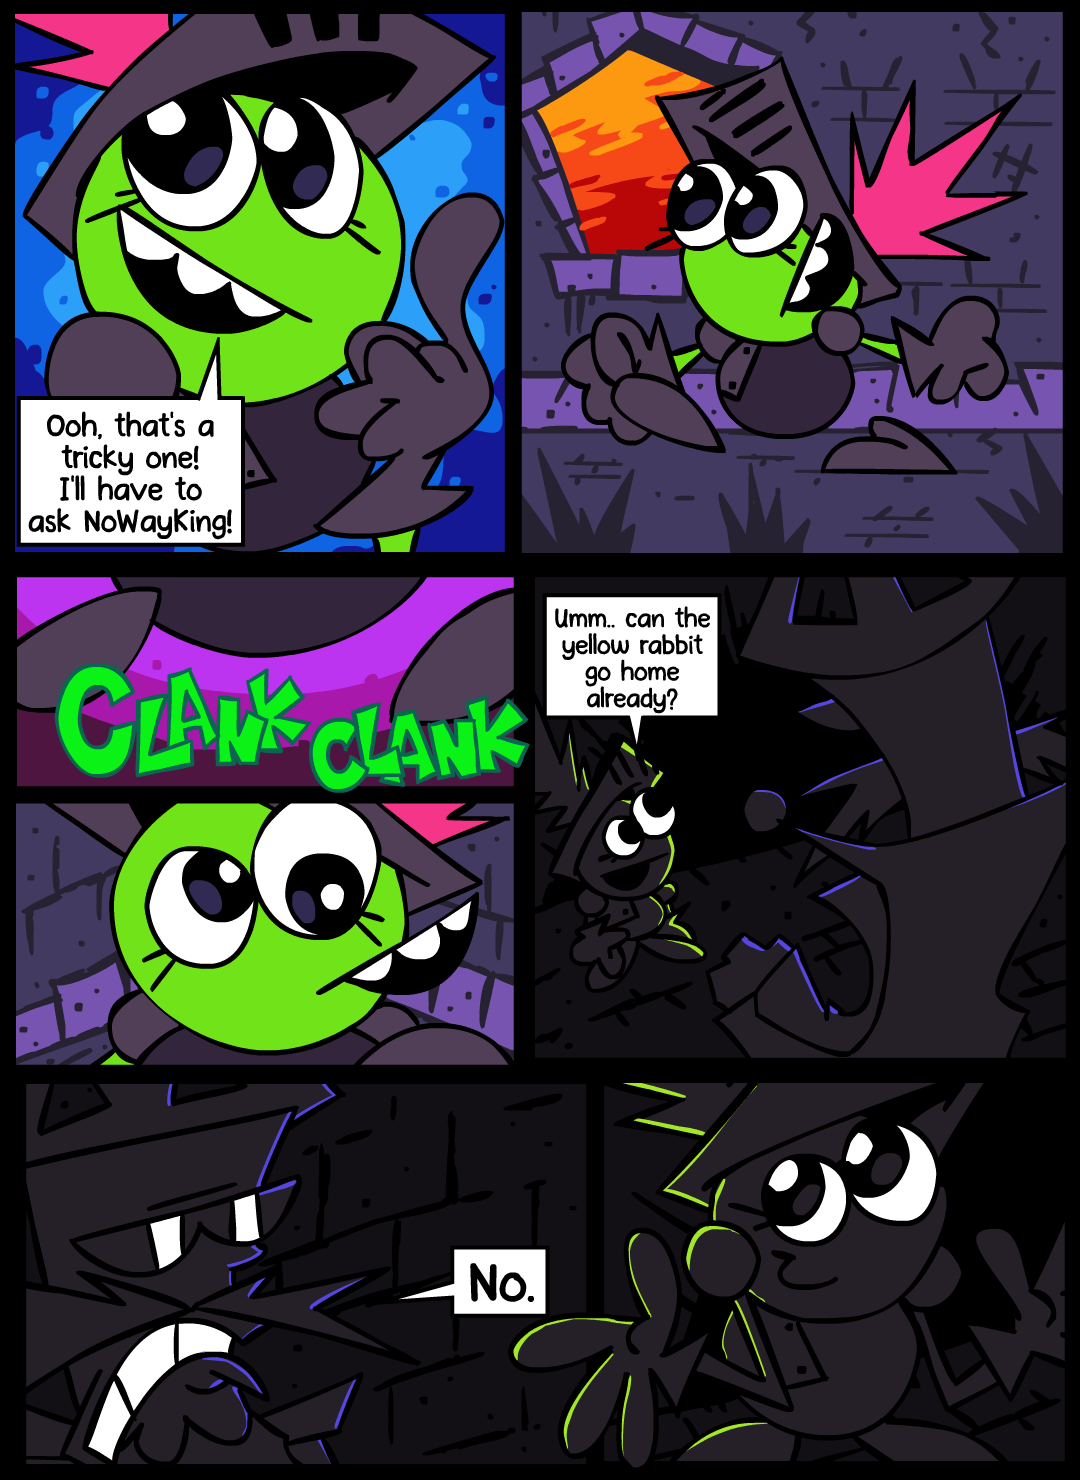 Ooh, that's a
tricky one!
I'll have to
ask NoWayKing!
CLANK
CLANK
Umm.. can the
yellow rabbit
go home
already?
No.